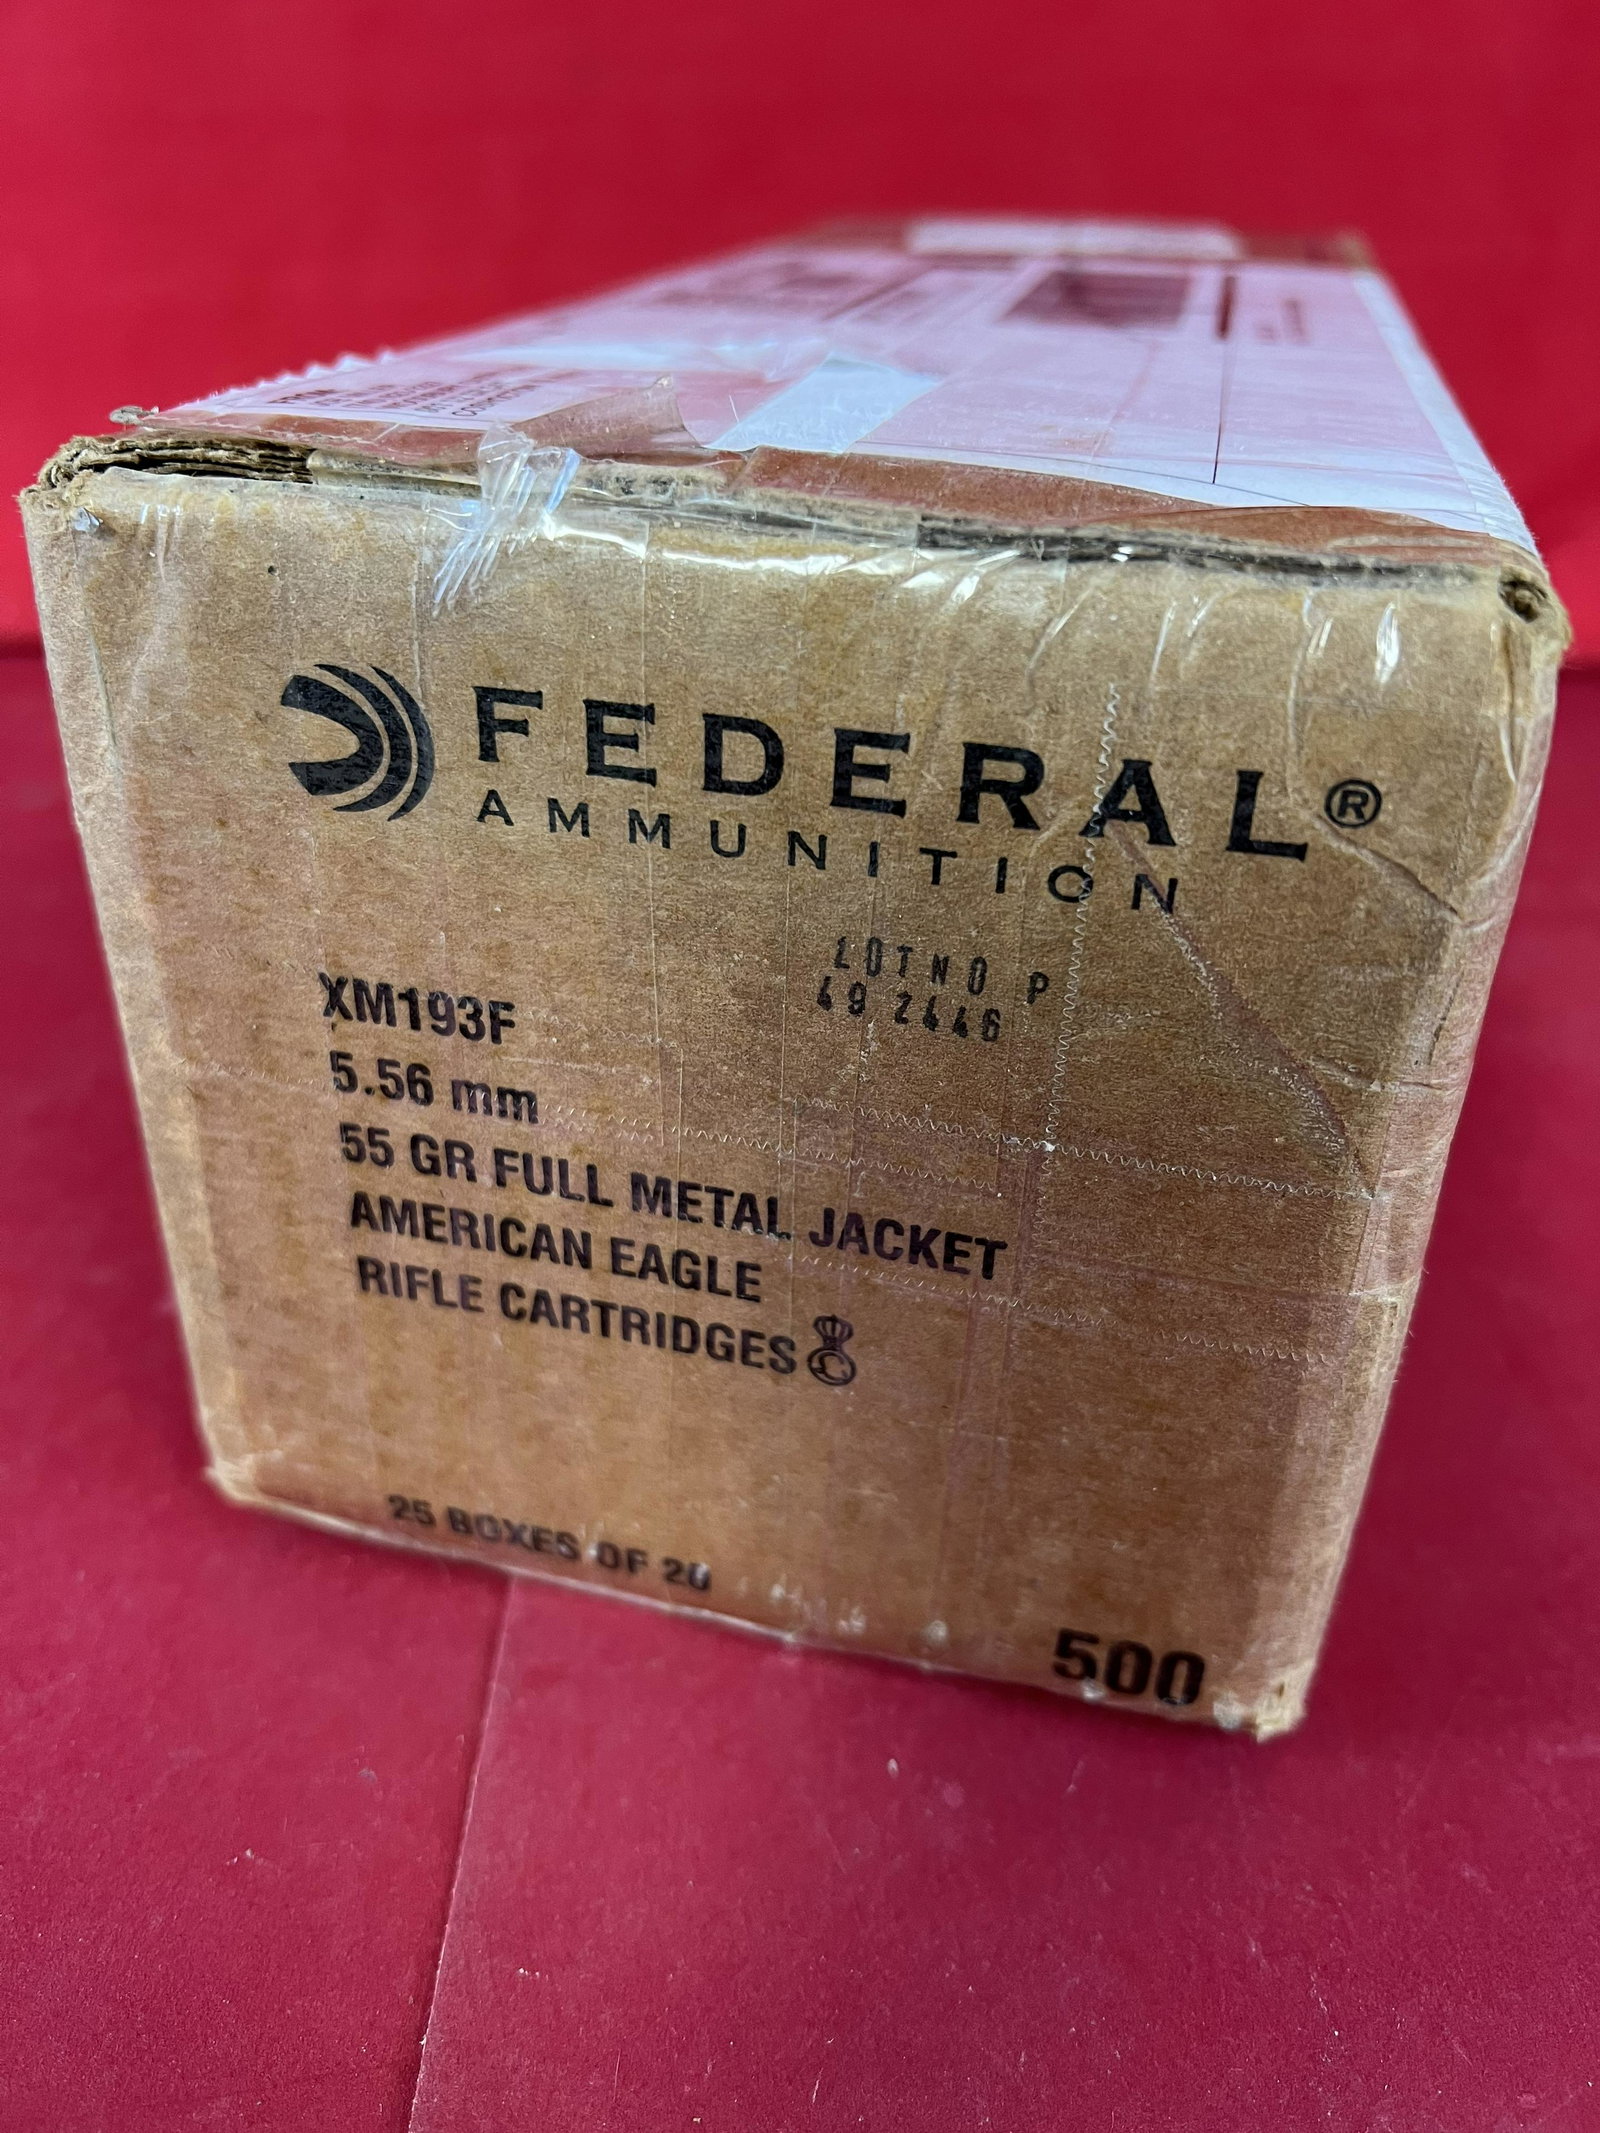 FEDERAL®
AMMUNITION
LOT NO P
49 2446
XM193F
5.56 mm
55 GR FULL METAL JACKET
AMERICAN EAGLE
RIFLE CARTRIDGES
25 BOXES OF 20
500